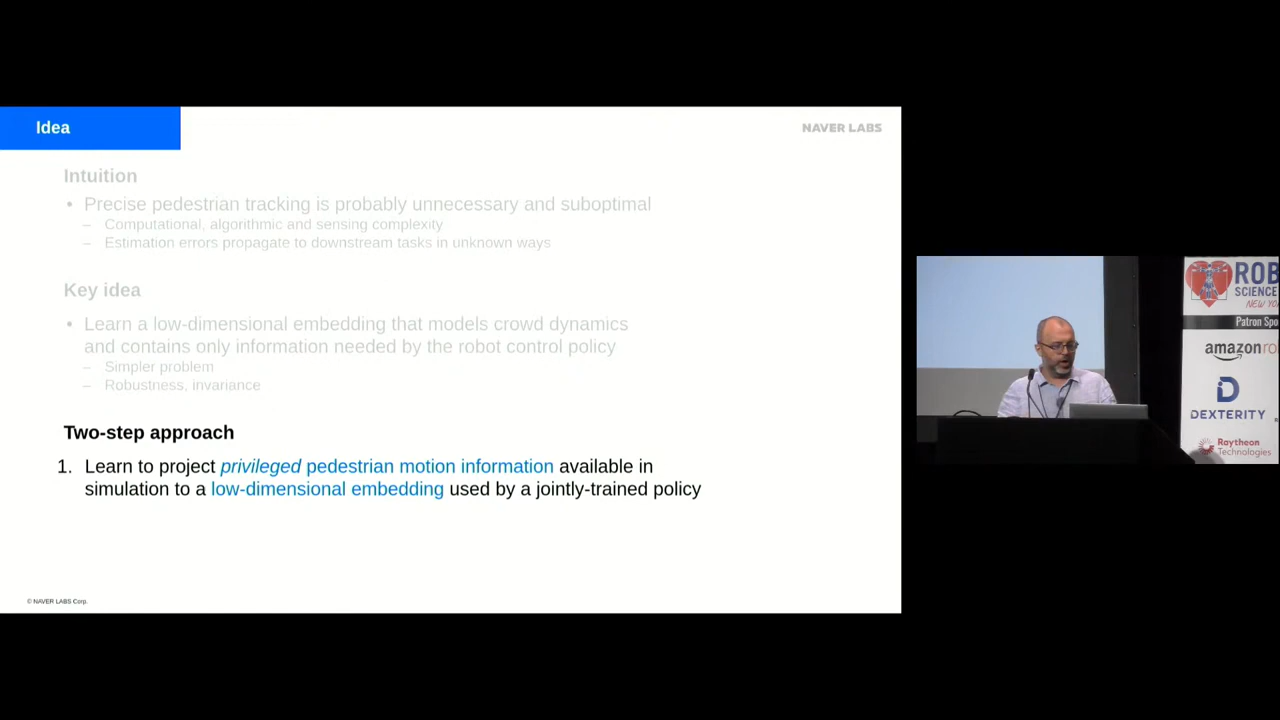 Idea
NAVER LABS
Intuition
• Precise pedestrian tracking is probably unnecessary and suboptimal
– Computational, algorithmic and sensing complexity
– Estimation errors propagate to downstream tasks in unknown ways
Key idea
• Learn a low-dimensional embedding that models crowd dynamics
and contains only information needed by the robot control policy
– Simpler problem
– Robustness, invariance
Two-step approach
1. Learn to project privileged pedestrian motion information available in
simulation to a low-dimensional embedding used by a jointly-trained policy
© NAVER LABS Corp.
ROB
SCIENCE
NEW YO
Patron Spo
amazon ro
D
DEXTERITY
Raytheon
Technologies